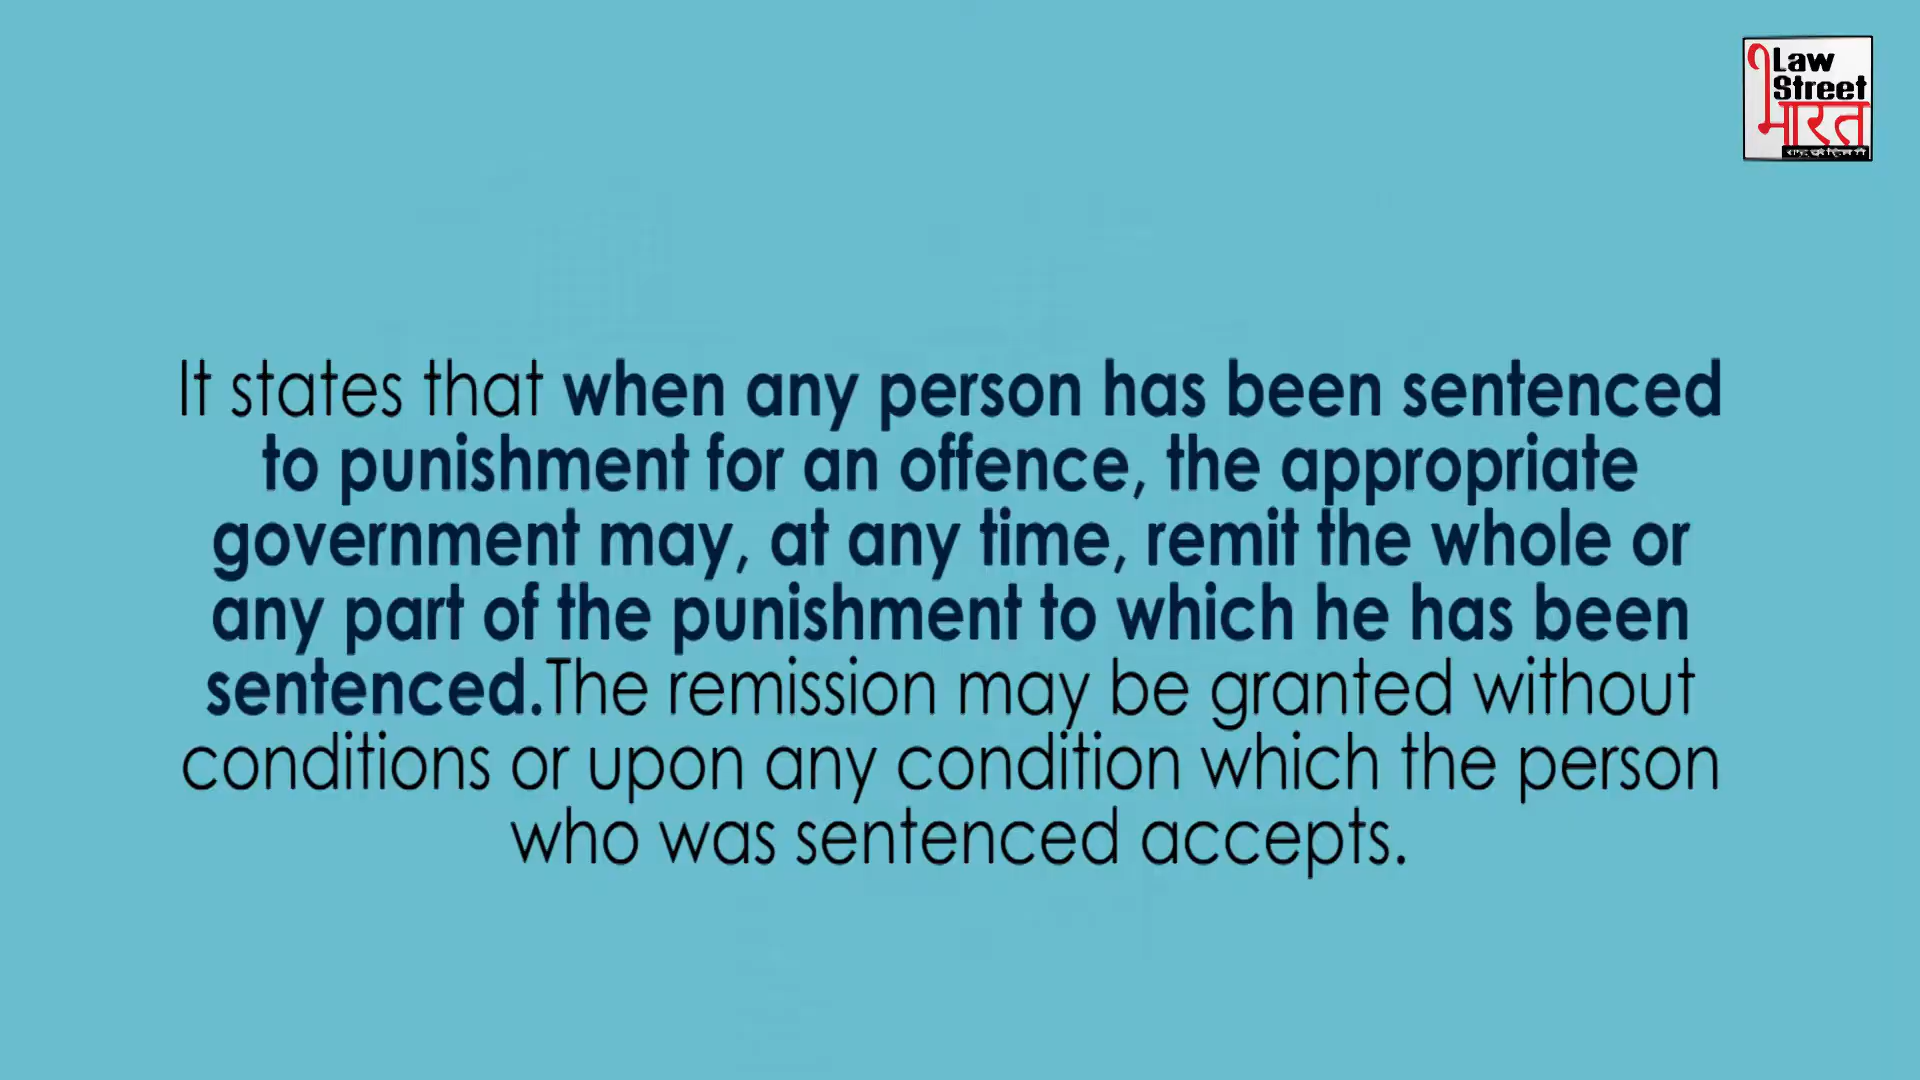 Law
Street
भारत
It states that when any person has been sentenced
to punishment for an offence, the appropriate
government may, at any time, remit the whole or
any part of the punishment to which he has been
sentenced.The remission may be granted without
conditions or upon any condition which the person
who was sentenced accepts.